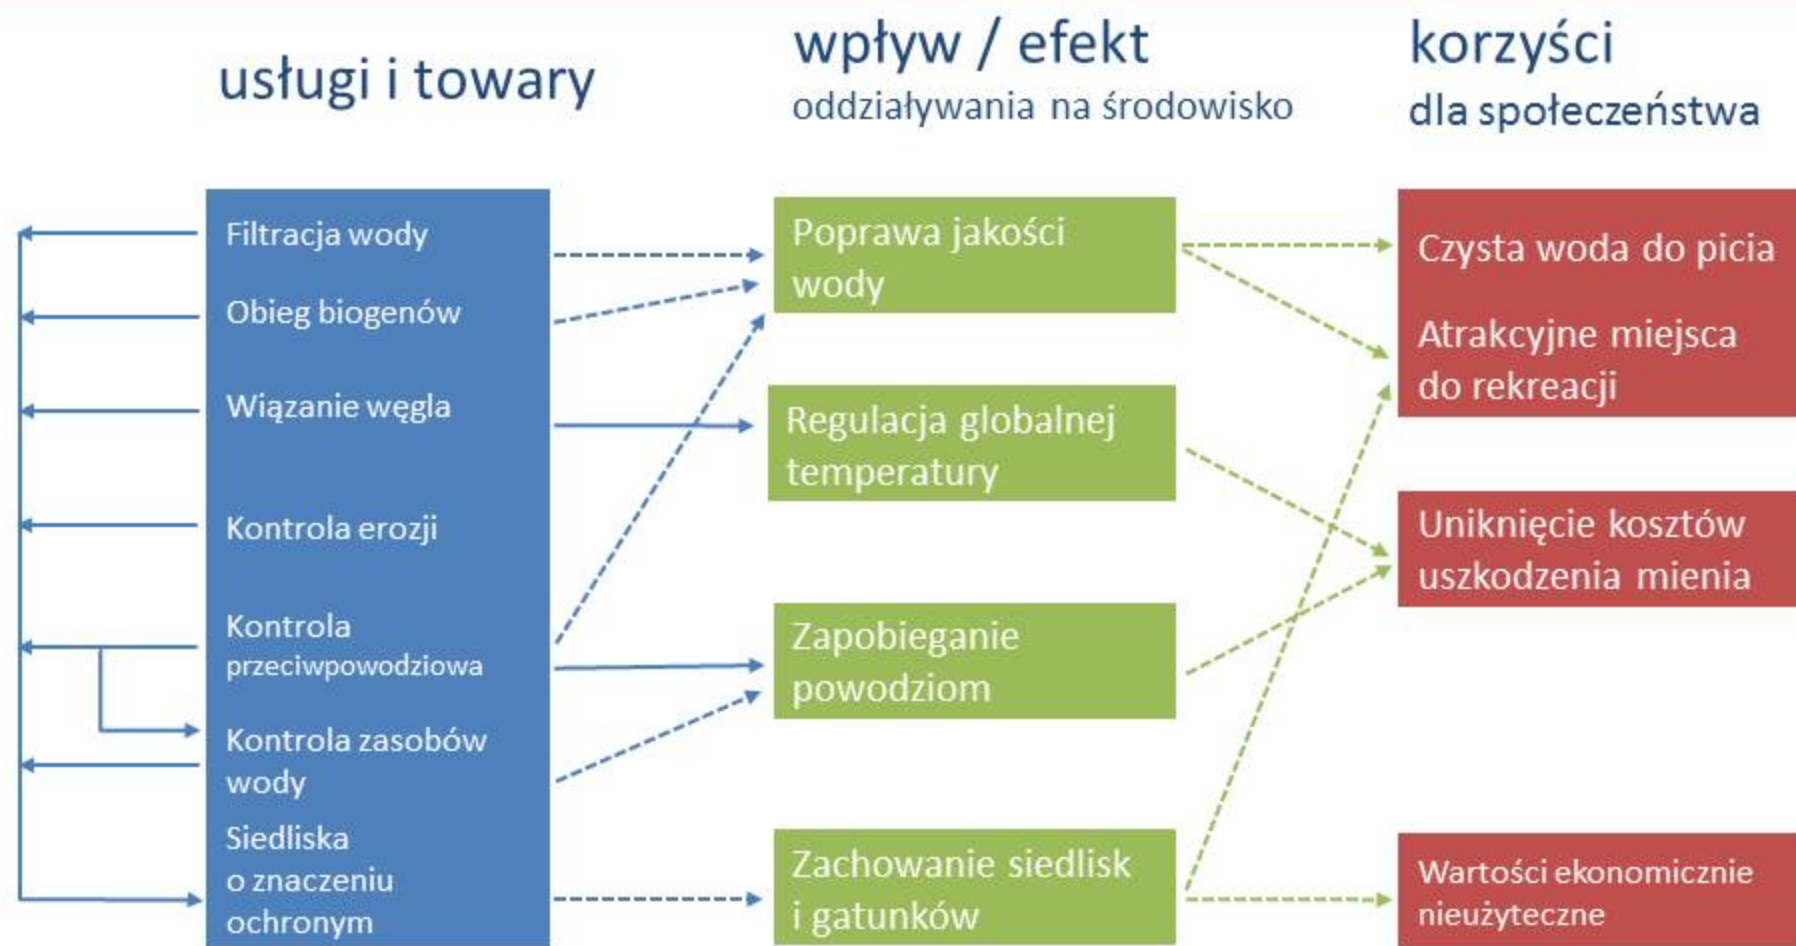 usługi i towary
wpływ / efekt
oddziaływania na środowisko
korzyści
dla społeczeństwa
Filtracja wody
Obieg biogenów
Wiązanie węgla
Kontrola erozji
Kontrola
przeciwpowodziowa
Kontrola zasobów
wody
Siedliska
o znaczeniu
ochronym
Poprawa jakości
wody
Regulacja globalnej
temperatury
Zapobieganie
powodziom
Zachowanie siedlisk
i gatunków
Czysta woda do picia
Atrakcyjne miejsca
do rekreacji
Uniknięcie kosztów
uszkodzenia mienia
Wartości ekonomicznie
nieużyteczne